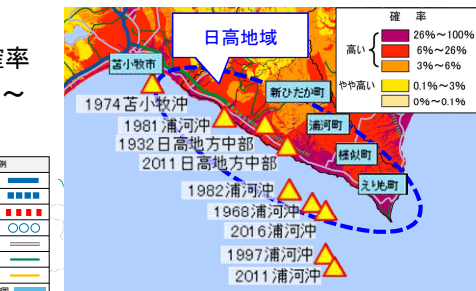 確率
～
例
日高地域
苫小牧市
新ひだか町
浦河町
様似町
えりも町
1974苫小牧沖
1981浦河沖
1932日高地方中部
2011日高地方中部
1982浦河沖
1968浦河沖
2016浦河沖
1997浦河沖
2011浦河沖
確 率
高い
26%～100%
6%～26%
3%～6%
やや高い
0.1%～3%
0%～0.1%